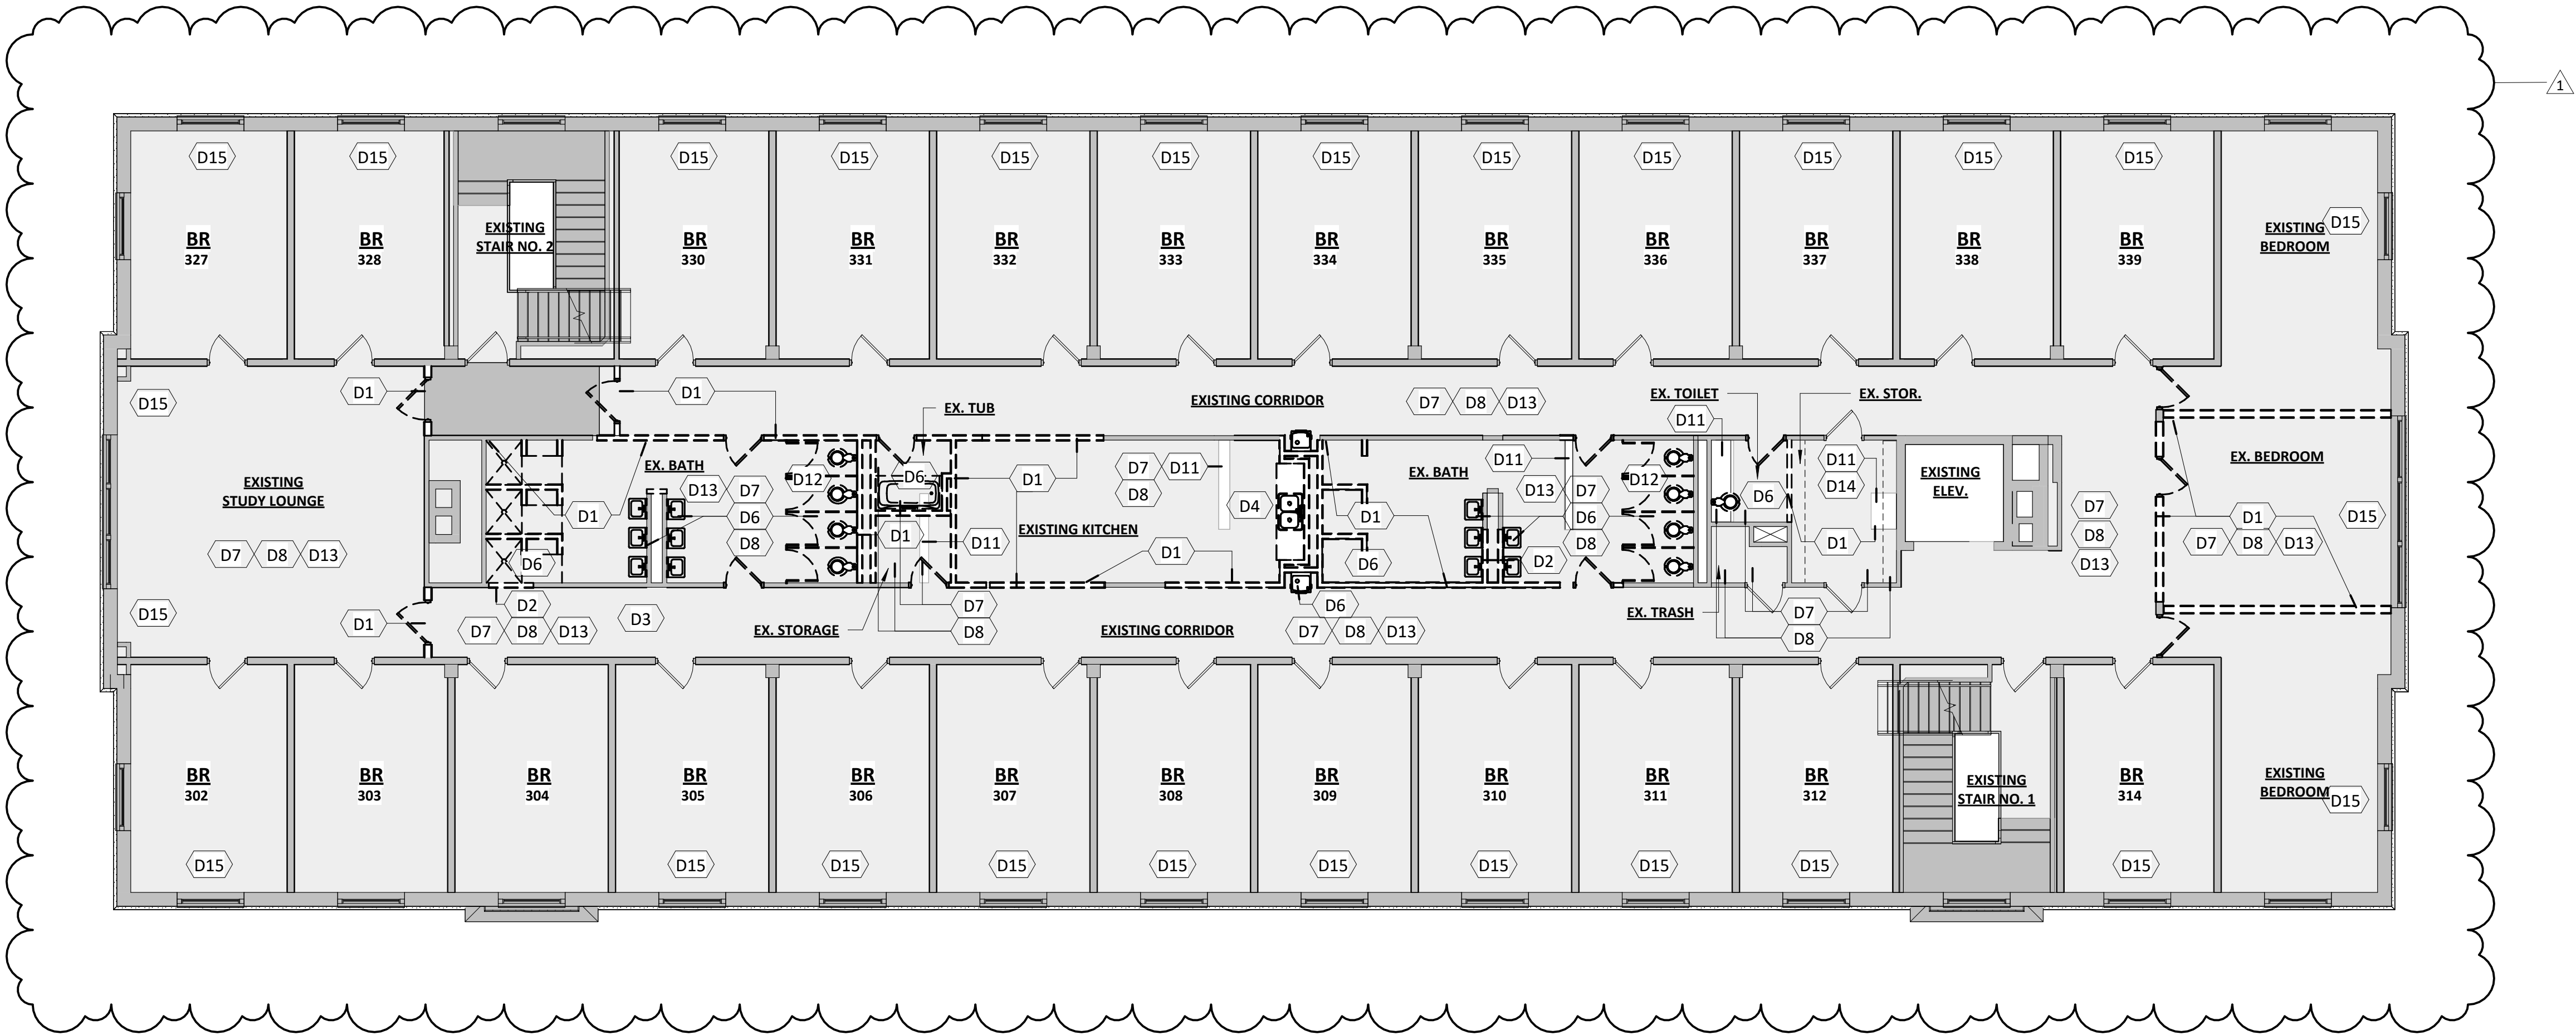 1
D15
D15
D15
D15
D15
D15
D15
D15
D15
D15
D15
D15
BR
327
BR
328
EXISTING
STAIR NO. 2
BR
330
BR
331
BR
332
BR
333
BR
334
BR
335
BR
336
BR
337
BR
338
BR
339
EXISTING
BEDROOM
D15
D15
D1
D1
EX. TUB
EXISTING CORRIDOR
D7
D8
D13
EX. TOILET
D11
EX. STOR.
EXISTING
STUDY LOUNGE
D7
D8
D13
D15
D1
D1
D6
EX. BATH
D13
D7
D6
D8
D12
D6
D1
D11
D1
D7
D11
D8
EXISTING KITCHEN
D1
D4
EX. BATH
D1
D6
D11
D13
D7
D6
D8
D2
D12
D6
D11
D14
D1
EXISTING
ELEV.
D7
D8
D13
EX. BEDROOM
D1
D7
D8
D13
D15
D2
D7
D8
D13
D3
EX. STORAGE
D7
D8
EXISTING CORRIDOR
D6
D7
D8
D13
EX. TRASH
D7
D8
BR
302
BR
303
BR
304
BR
305
BR
306
BR
307
BR
308
BR
309
BR
310
BR
311
BR
312
EXISTING
STAIR NO. 1
BR
314
EXISTING
BEDROOM
D15
D15
D15
D15
D15
D15
D15
D15
D15
D15
D15